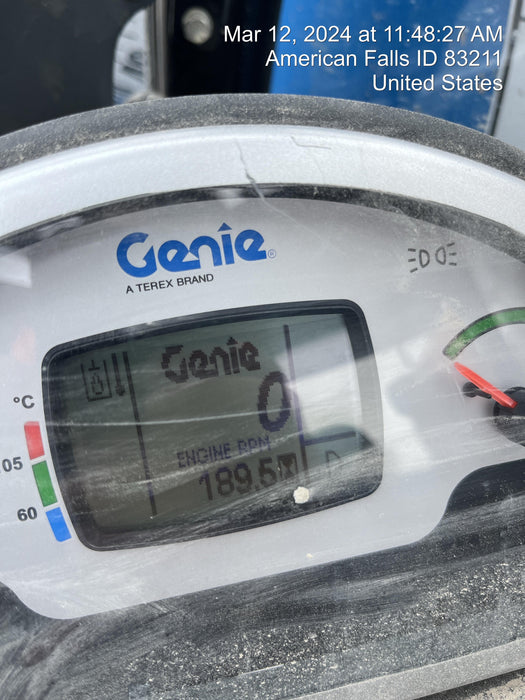 Mar 12, 2024 at 11:48:27 AM
American Falls ID 83211
United States
Genie®
A TEREX BRAND
Genie
0
ENGINE RPM
189.5
°C
05
60